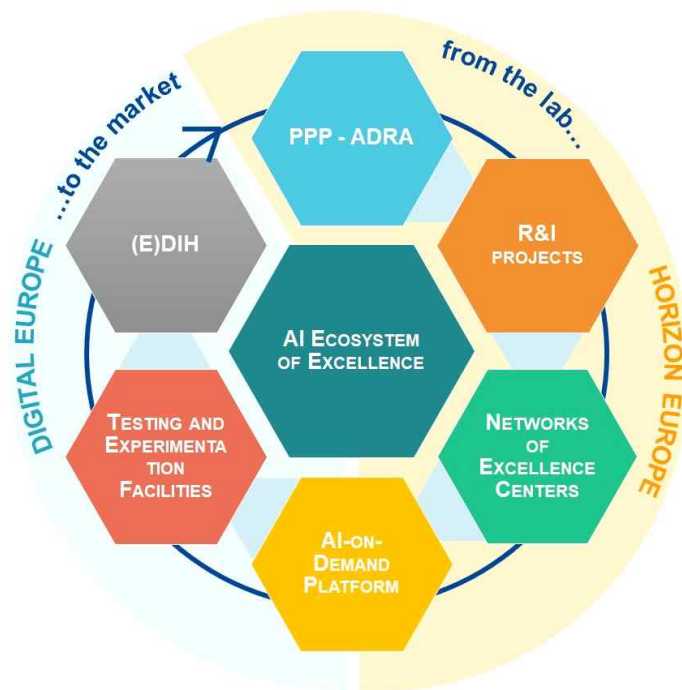 from the lab...
...to the market
PPP - ADRA
(E)DIH
R&I
PROJECTS
AI ECOSYSTEM
OF EXCELLENCE
DIGITAL EUROPE
HORIZON EUROPE
TESTING AND
EXPERIMENTA
TION
FACILITIES
NETWORKS
OF
EXCELLENCE
CENTERS
AI-ON-
DEMAND
PLATFORM